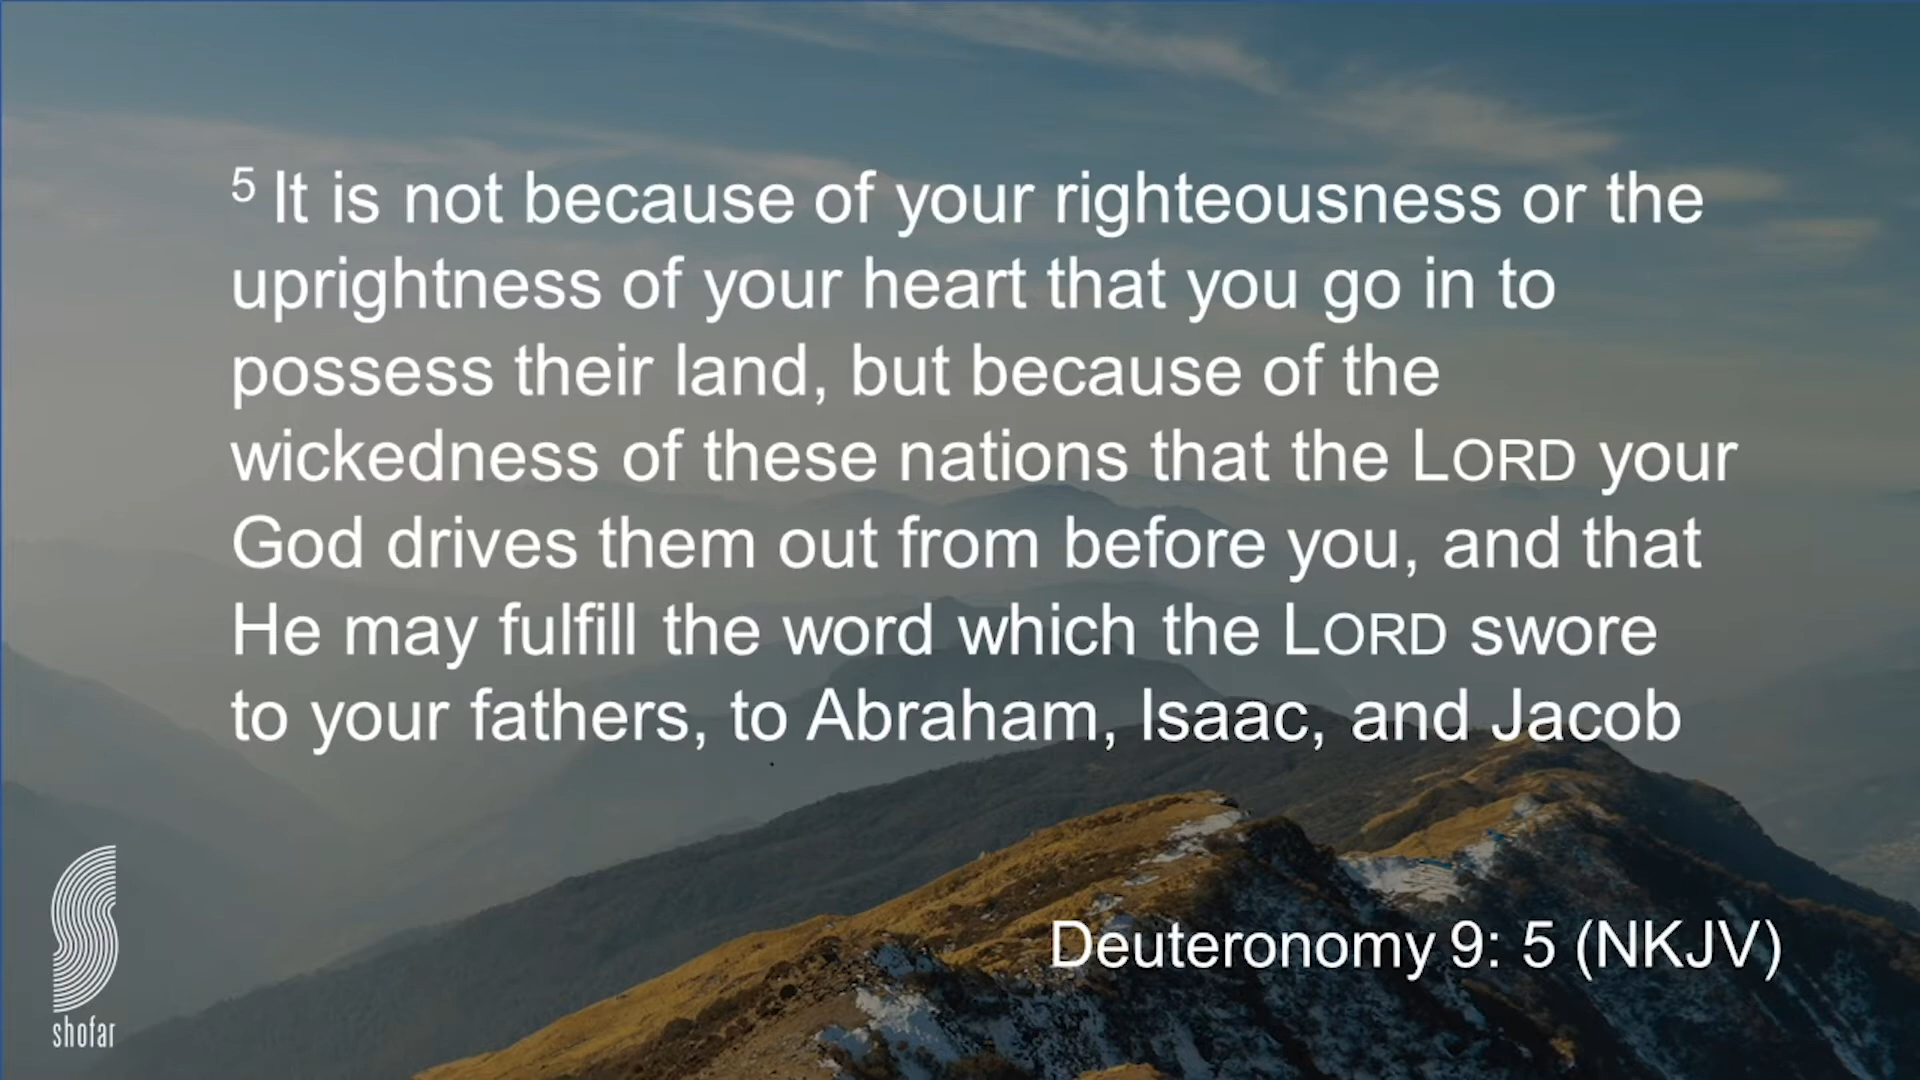 5 It is not because of your righteousness or the
uprightness of your heart that you go in to
possess their land, but because of the
wickedness of these nations that the LORD your
God drives them out from before you, and that
He may fulfill the word which the LORD swore
to your fathers, to Abraham, Isaac, and Jacob
Deuteronomy 9: 5 (NKJV)
shofar